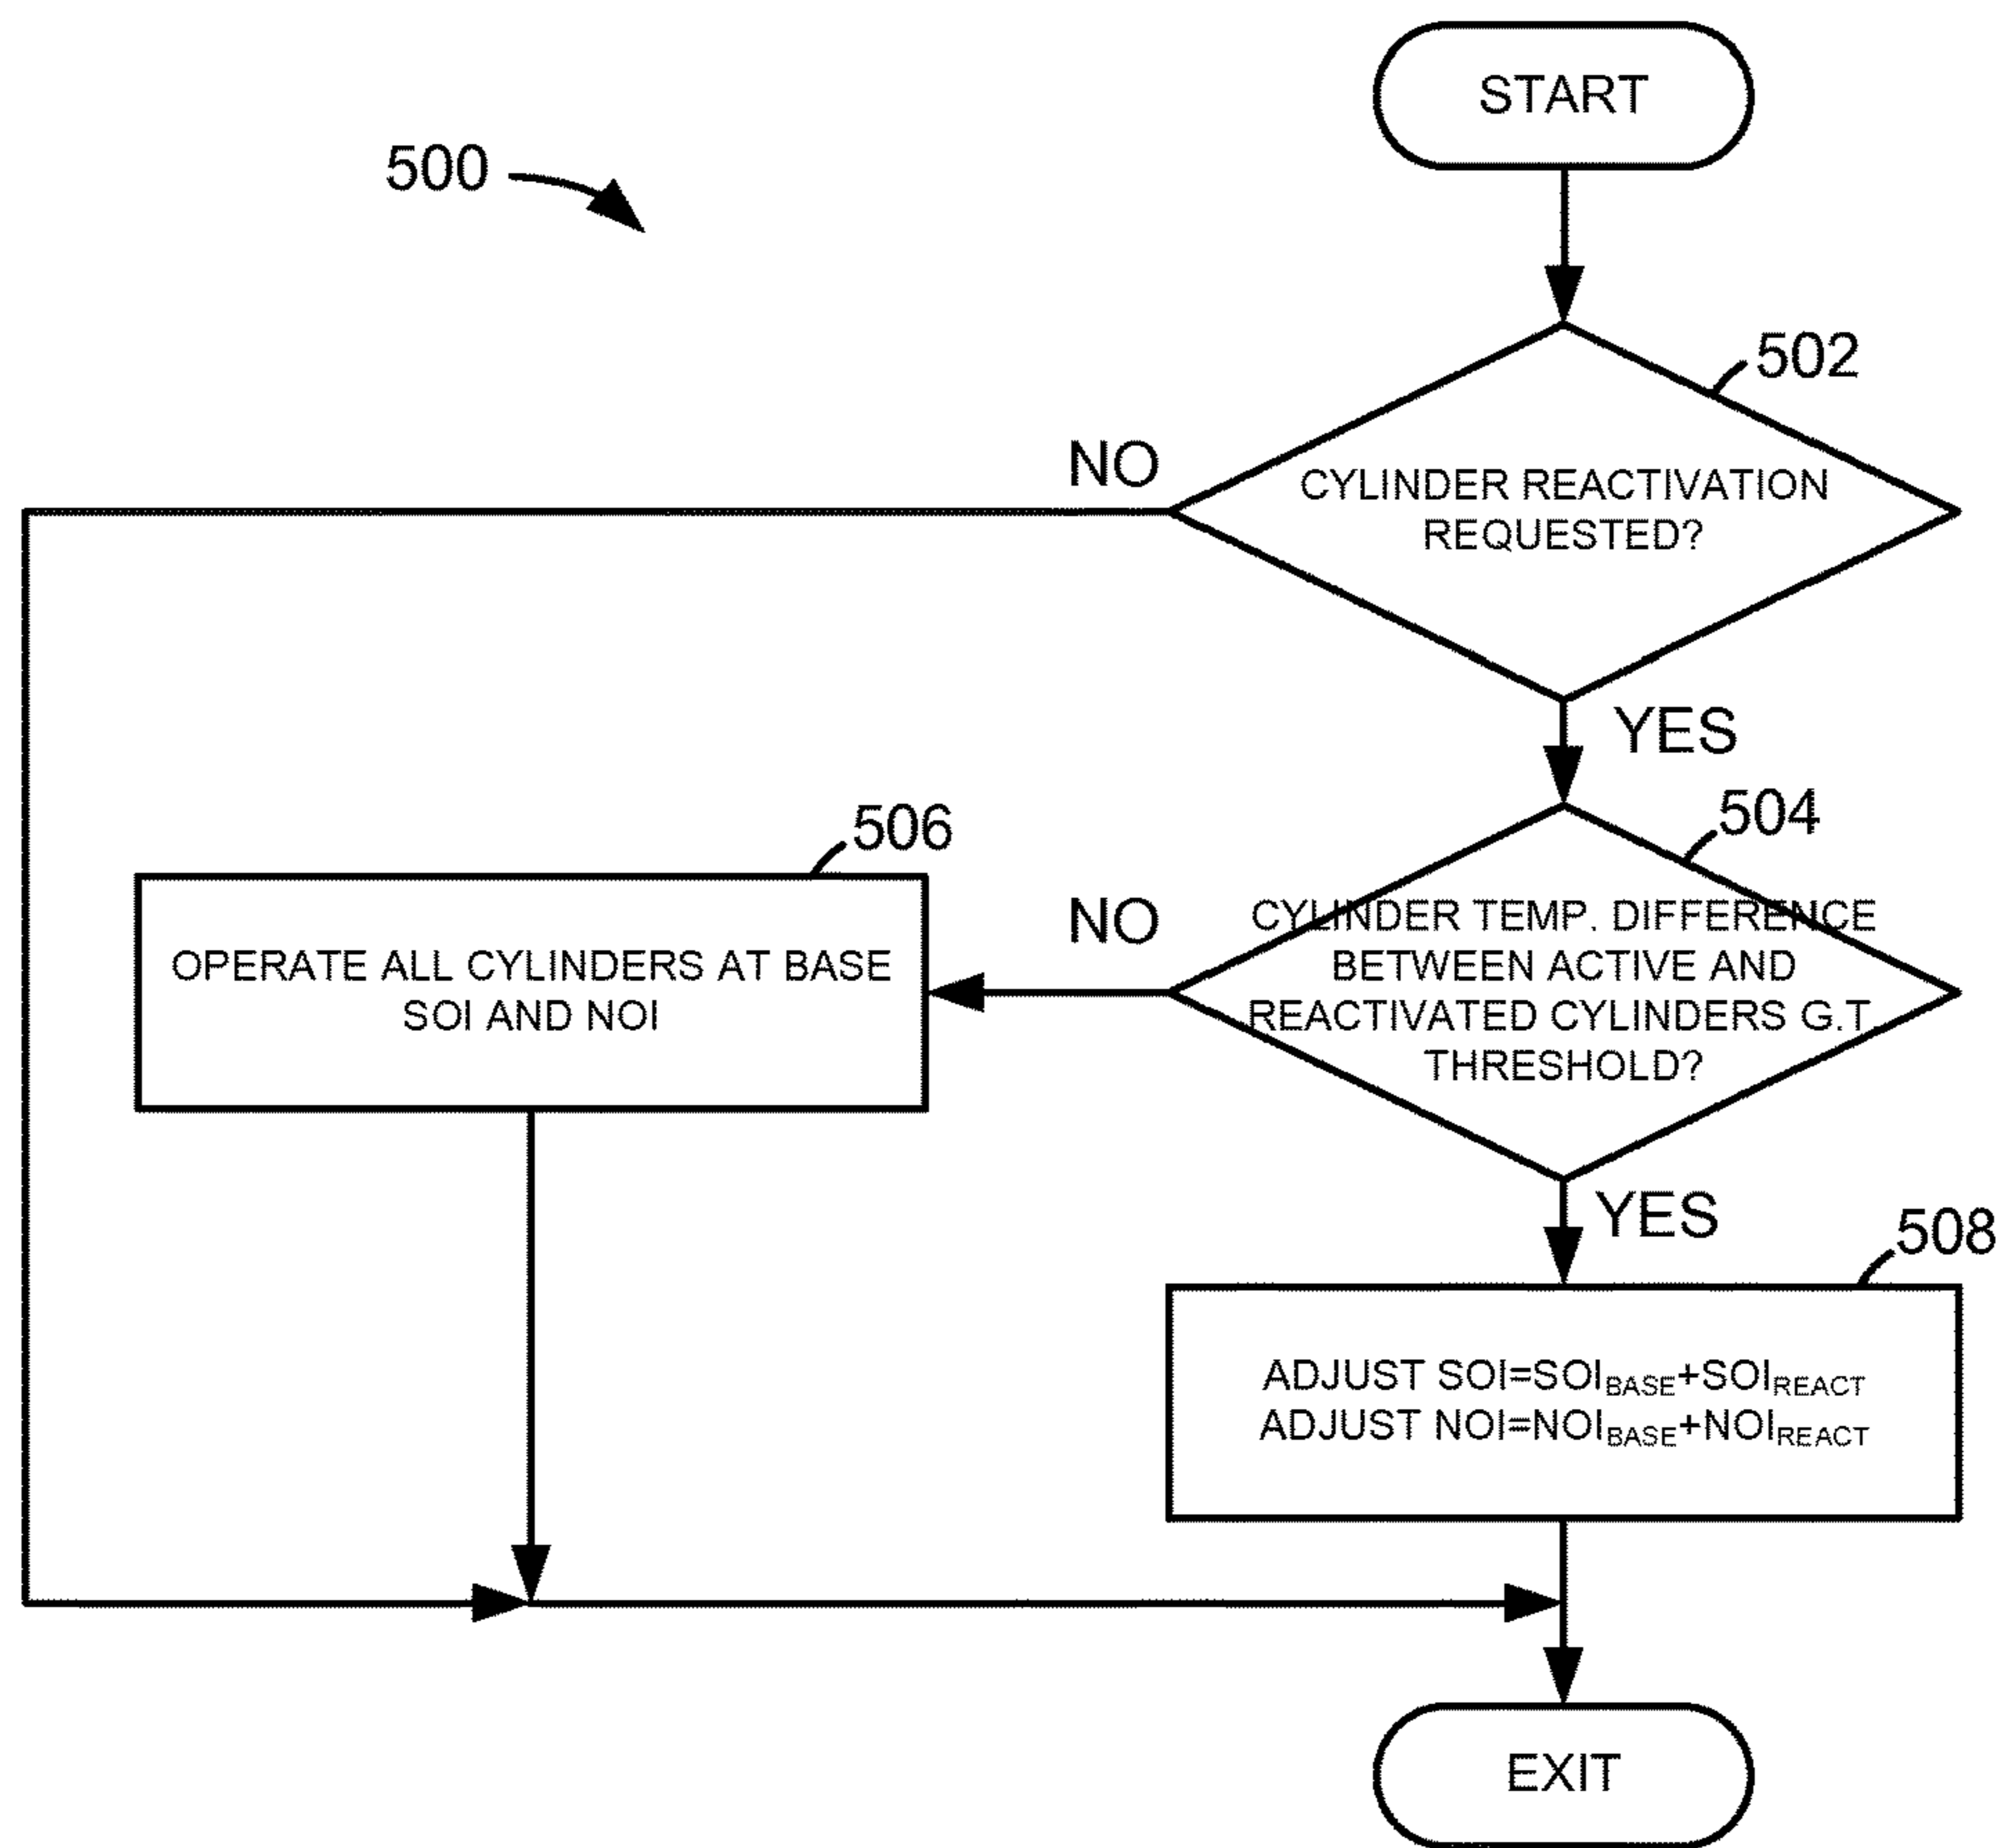 START
500
502
CYLINDER REACTIVATION
REQUESTED?
NO
YES
504
CYLINDER TEMP. DIFFERENCE
BETWEEN ACTIVE AND
REACTIVATED CYLINDERS G.T
THRESHOLD?
NO
506
OPERATE ALL CYLINDERS AT BASE
SOI AND NOI
YES
508
ADJUST SOI=SOIBASE+SOIREACT
ADJUST NOI=NOIBASE+NOIREACT
EXIT